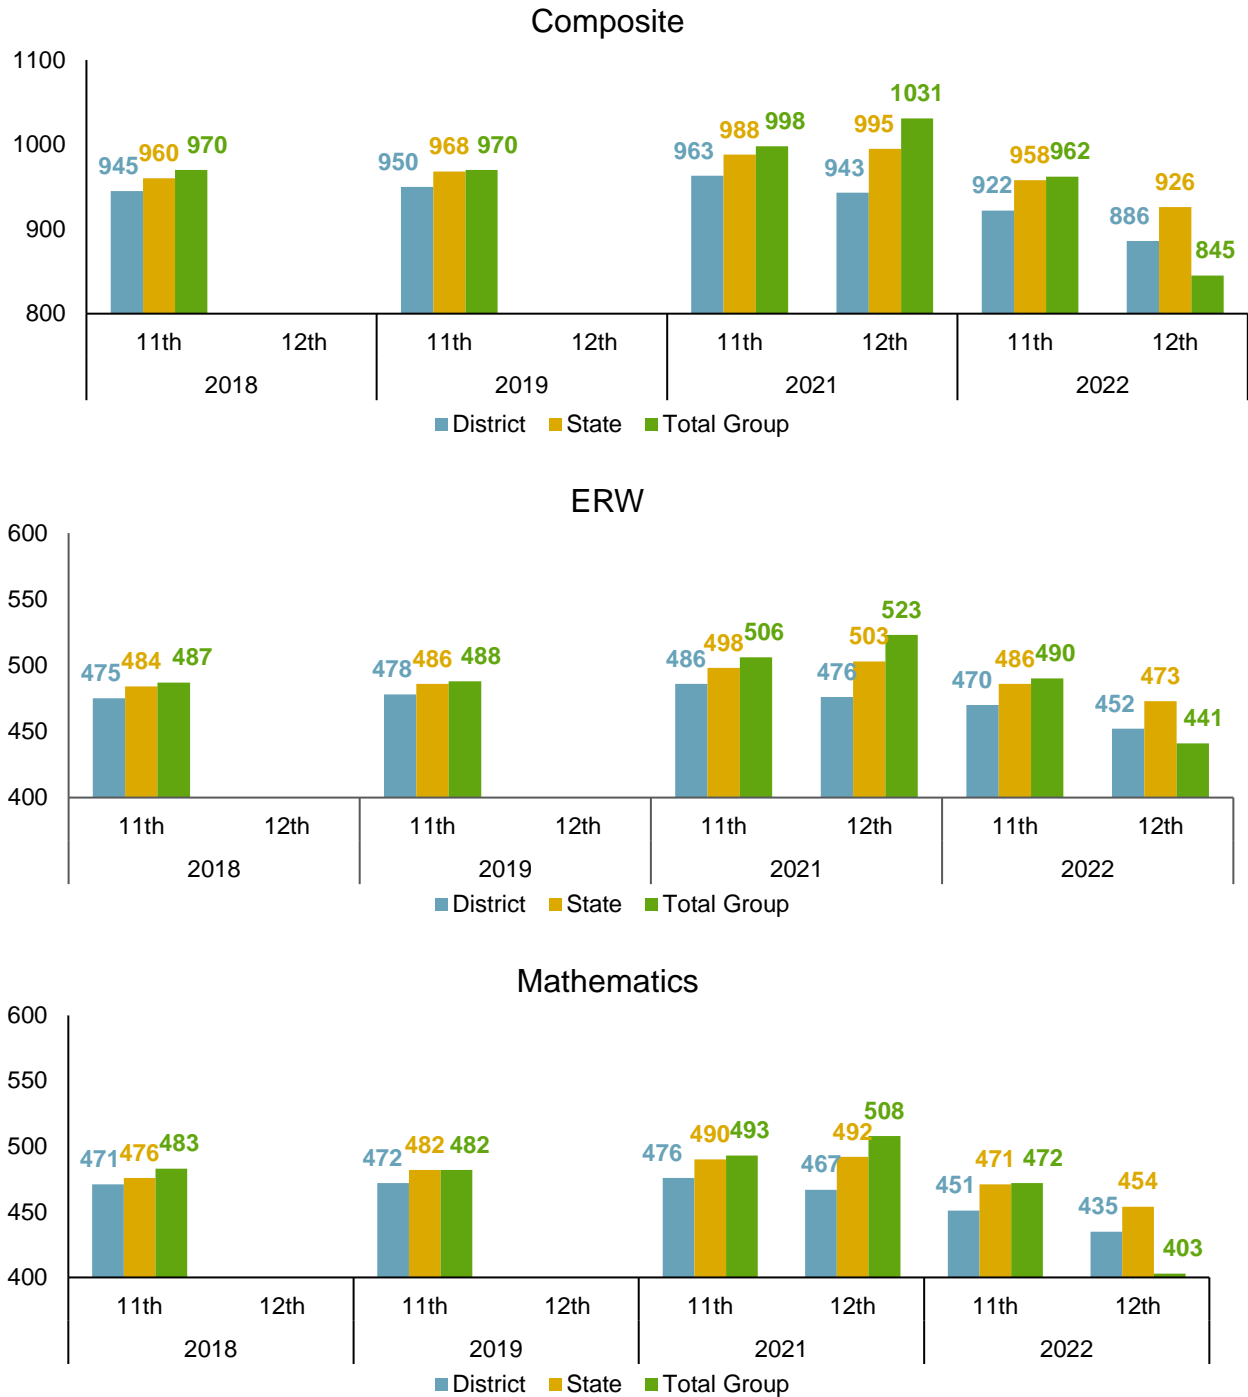 Composite
1100
1000
900
800
945 960 970
950 968 970
963 988 998 943 995 1031
922 958 962 886 926 845
11th 12th 11th 12th 11th 12th 11th 12th
2018 2019 2021 2022
District State Total Group
ERW
600
550
500
450
400
475 484 487
478 486 488
486 498 506 476 503 523
470 486 490 452 473 441
11th 12th 11th 12th 11th 12th 11th 12th
2018 2019 2021 2022
District State Total Group
Mathematics
600
550
500
450
400
471 476 483
472 482 482
476 490 493 467 492 508
451 471 472 435 454 403
11th 12th 11th 12th 11th 12th 11th 12th
2018 2019 2021 2022
District State Total Group